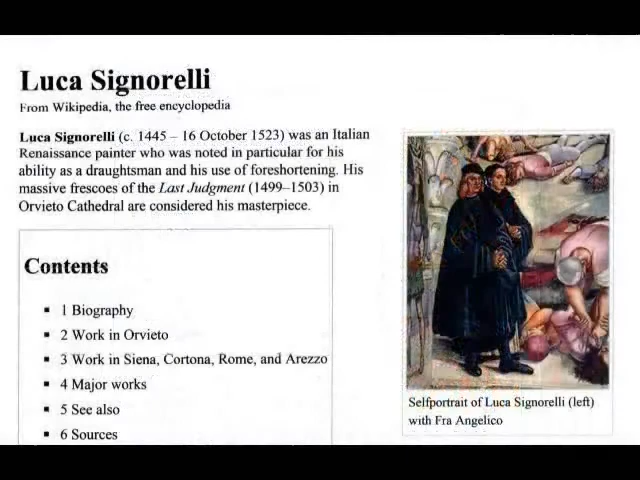 Luca Signorelli
From Wikipedia, the free encyclopedia
Luca Signorelli (c. 1445 – 16 October 1523) was an Italian
Renaissance painter who was noted in particular for his
ability as a draughtsman and his use of foreshortening. His
massive frescoes of the Last Judgment (1499–1503) in
Orvieto Cathedral are considered his masterpiece.
Contents
▪ 1 Biography
▪ 2 Work in Orvieto
▪ 3 Work in Siena, Cortona, Rome, and Arezzo
▪ 4 Major works
▪ 5 See also
▪ 6 Sources
Selfportrait of Luca Signorelli (left)
with Fra Angelico